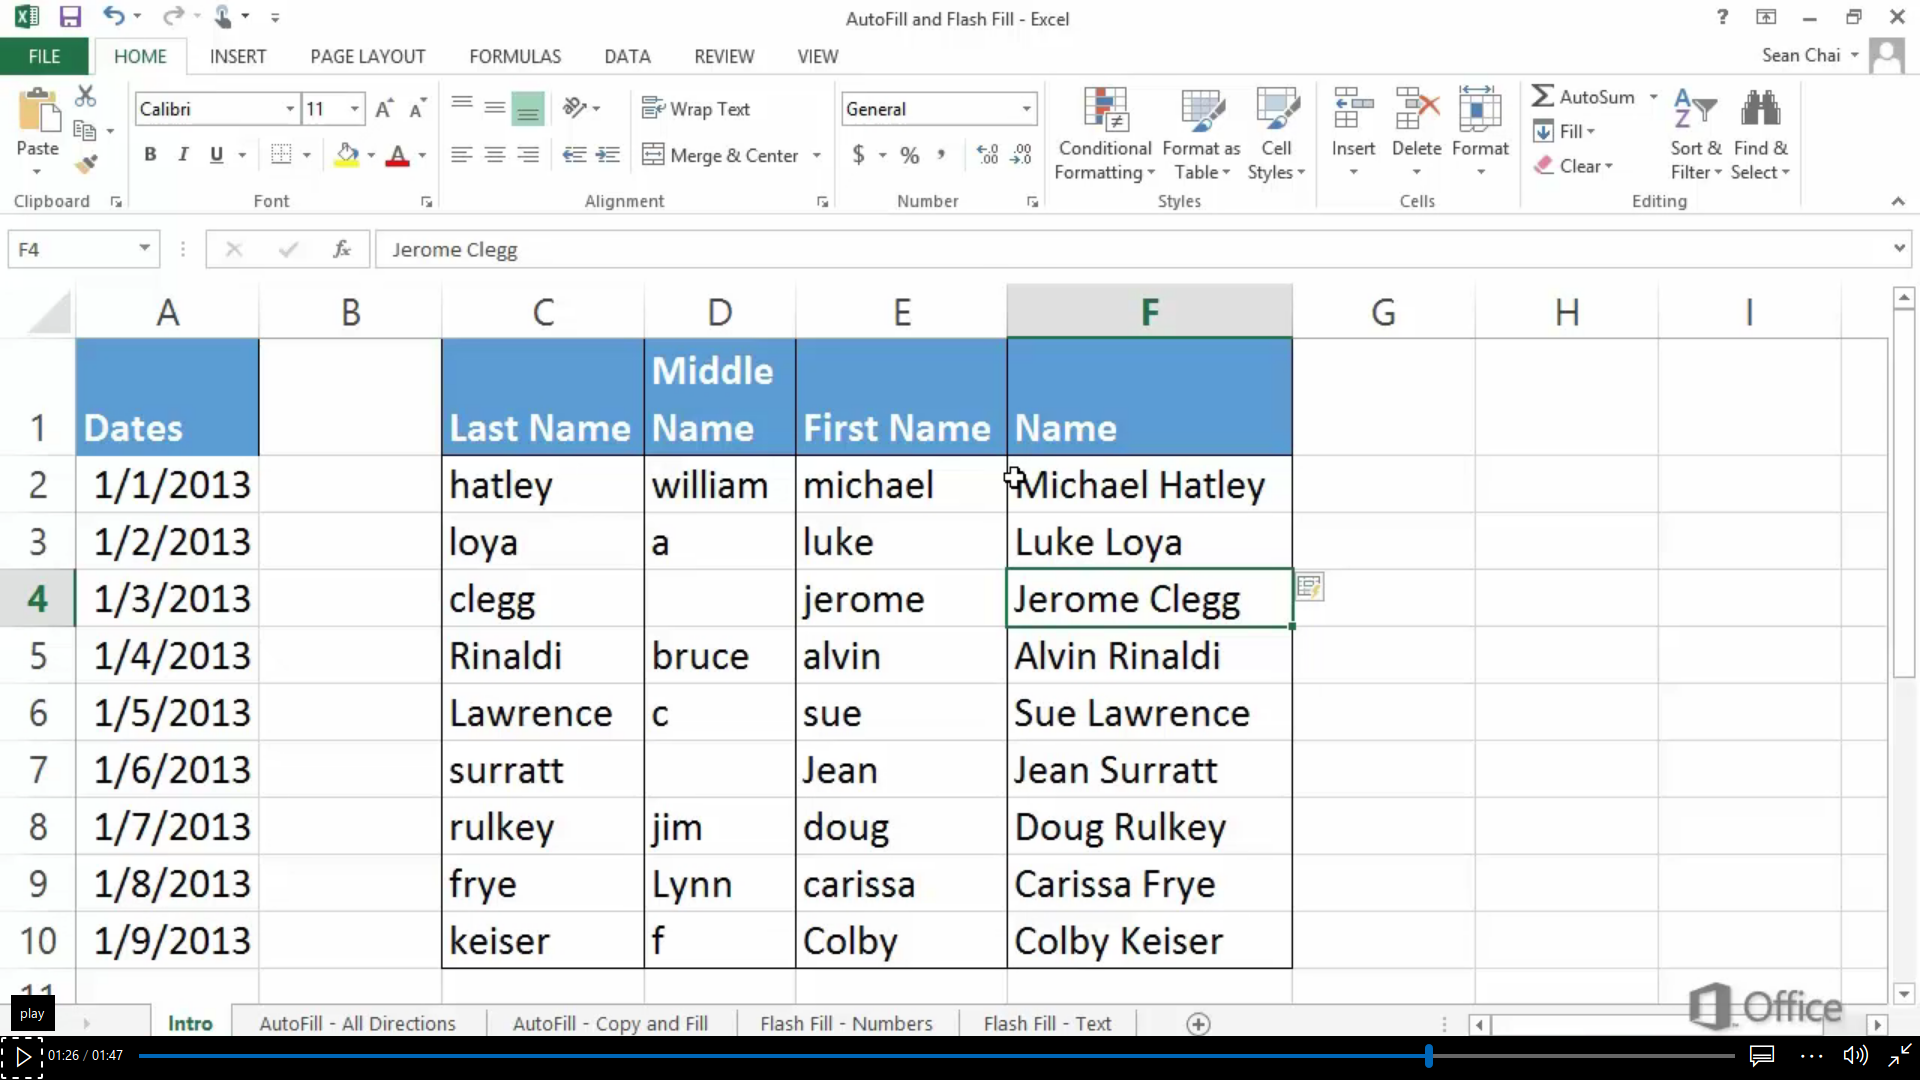 AutoFill and Flash Fill - Excel
?
FILE HOME INSERT PAGE LAYOUT FORMULAS DATA REVIEW VIEW Sean Chai
Calibri 11 Wrap Text General AutoSum
Fill
Paste B I U Merge & Center $ % Conditional Formatting Format as Table Cell Styles Insert Delete Format Clear Sort & Filter Find & Select
Clipboard Font Alignment Number Styles Cells Editing
F4 fx Jerome Clegg
A B C D E F G H I
1 Dates Last Name Middle Name First Name Name
2 1/1/2013 hatley william michael Michael Hatley
3 1/2/2013 loya a luke Luke Loya
4 1/3/2013 clegg jerome Jerome Clegg
5 1/4/2013 Rinaldi bruce alvin Alvin Rinaldi
6 1/5/2013 Lawrence c sue Sue Lawrence
7 1/6/2013 surratt Jean Jean Surratt
8 1/7/2013 rulkey jim doug Doug Rulkey
9 1/8/2013 frye Lynn carissa Carissa Frye
10 1/9/2013 keiser f Colby Colby Keiser
11
Office
play
Intro AutoFill - All Directions AutoFill - Copy and Fill Flash Fill - Numbers Flash Fill - Text
01:26 / 01:47